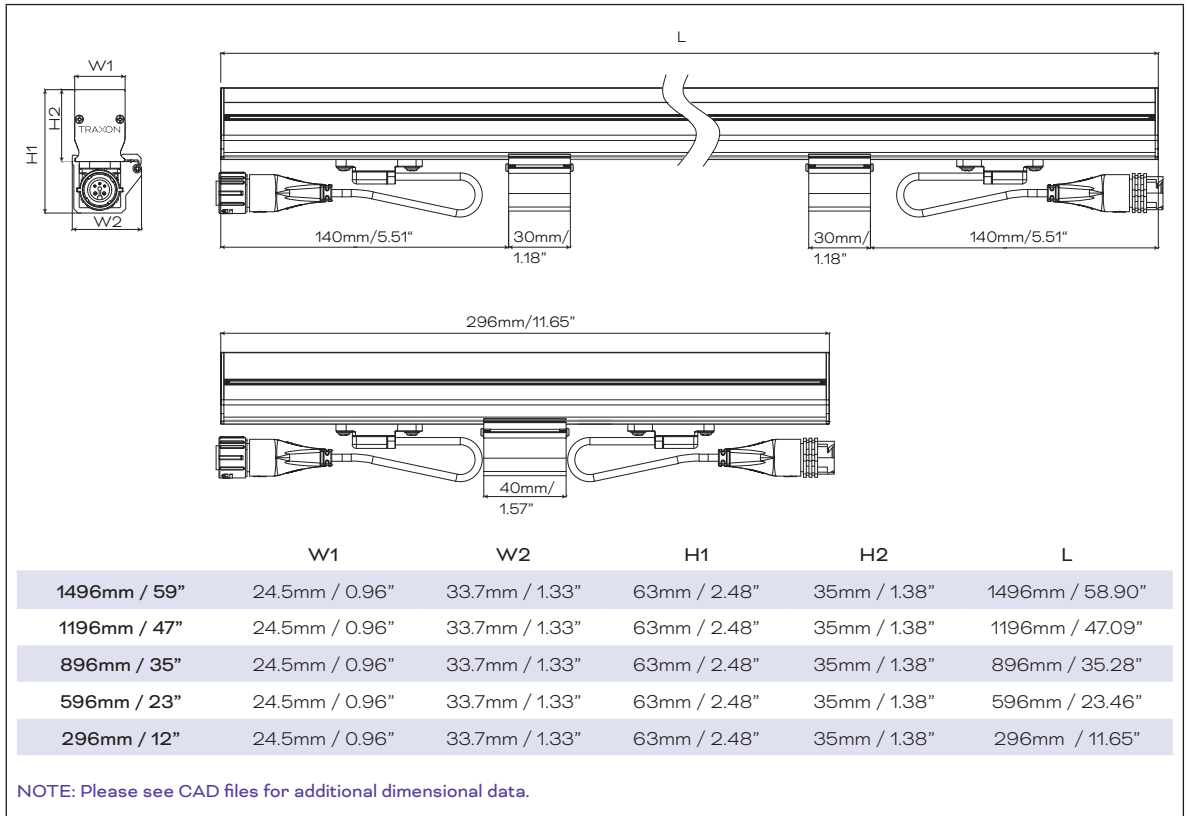 L
W1
H2
H1
TRAXON
W2
140mm/5.51“
30mm/
1.18”
30mm/
1.18”
140mm/5.51“
296mm/11.65”
40mm/
1.57”
W1 W2 H1 H2 L
1496mm / 59” 24.5mm / 0.96” 33.7mm / 1.33” 63mm / 2.48” 35mm / 1.38” 1496mm / 58.90”
1196mm / 47” 24.5mm / 0.96” 33.7mm / 1.33” 63mm / 2.48” 35mm / 1.38” 1196mm / 47.09”
896mm / 35” 24.5mm / 0.96” 33.7mm / 1.33” 63mm / 2.48” 35mm / 1.38” 896mm / 35.28”
596mm / 23” 24.5mm / 0.96” 33.7mm / 1.33” 63mm / 2.48” 35mm / 1.38” 596mm / 23.46”
296mm / 12” 24.5mm / 0.96” 33.7mm / 1.33” 63mm / 2.48” 35mm / 1.38” 296mm / 11.65”
NOTE: Please see CAD files for additional dimensional data.